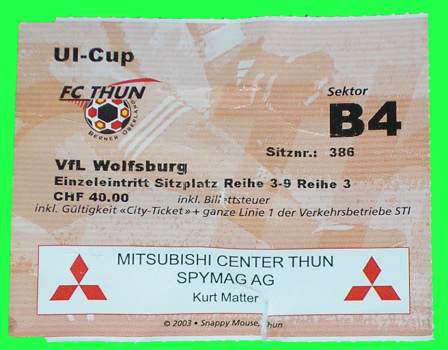 UI-Cup
FC THUN
BERNER OBERLAND
Sektor
B4
Sitznr.: 386
VfL Wolfsburg
Einzeleintritt Sitzplatz Reihe 3-9 Reihe 3
CHF 40.00 inkl. Billettsteuer
inkl. Gültigkeit «City-Ticket» + ganze Linie 1 der Verkehrsbetriebe STI
MITSUBISHI CENTER THUN
SPYMAG AG
Kurt Matter
© 2003 • Snappy Mouse, Thun